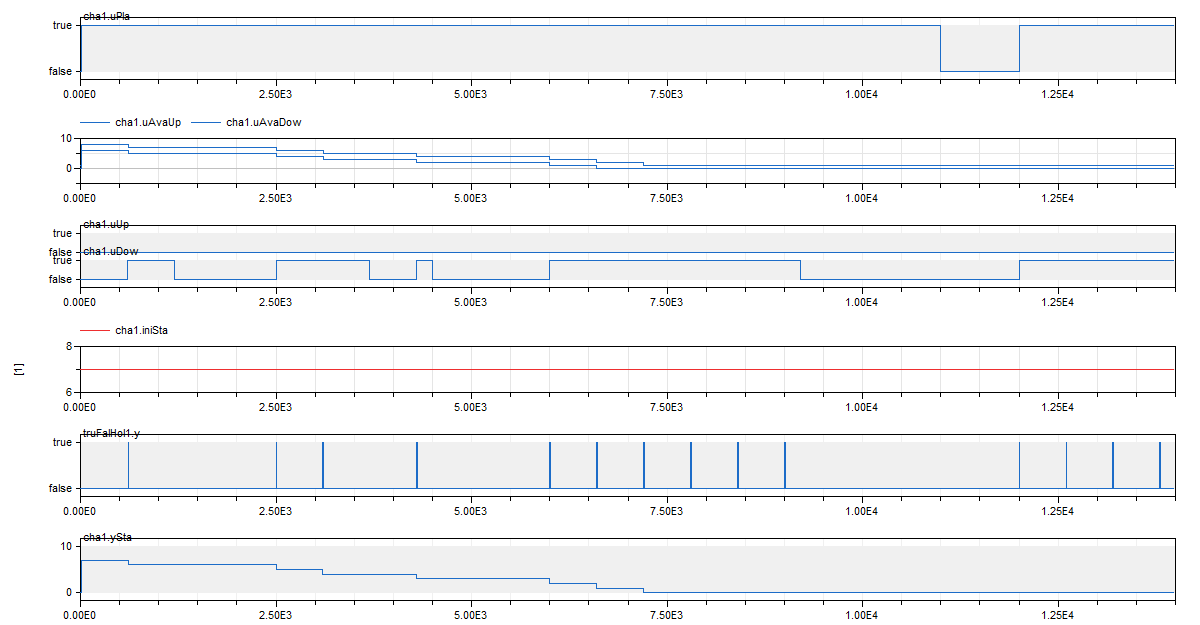 cha1.uPla
true
false
0.00E0 2.50E3 5.00E3 7.50E3 1.00E4 1.25E4
cha1.uAvaUp cha1.uAvaDow
10
0
0.00E0 2.50E3 5.00E3 7.50E3 1.00E4 1.25E4
cha1.uUp
true
false
cha1.uDow
true
false
0.00E0 2.50E3 5.00E3 7.50E3 1.00E4 1.25E4
cha1.iniSta
8
[1]
6
0.00E0 2.50E3 5.00E3 7.50E3 1.00E4 1.25E4
truFalHol1.y
true
false
0.00E0 2.50E3 5.00E3 7.50E3 1.00E4 1.25E4
cha1.ySta
10
0
0.00E0 2.50E3 5.00E3 7.50E3 1.00E4 1.25E4